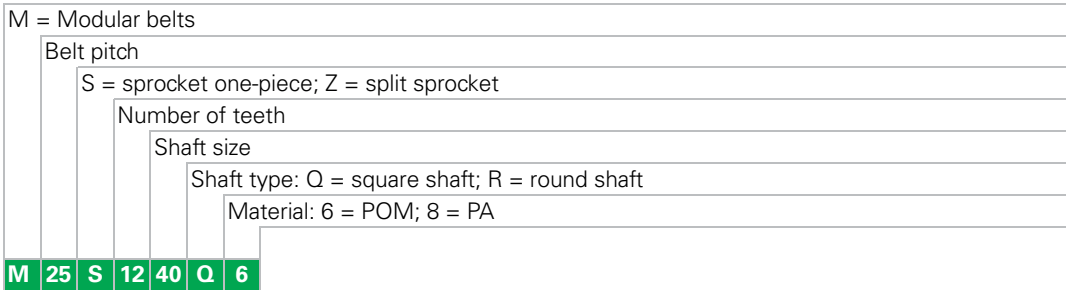 M = Modular belts
Belt pitch
S = sprocket one-piece; Z = split sprocket
Number of teeth
Shaft size
Shaft type: Q = square shaft; R = round shaft
Material: 6 = POM; 8 = PA
M 25 S 12 40 Q 6